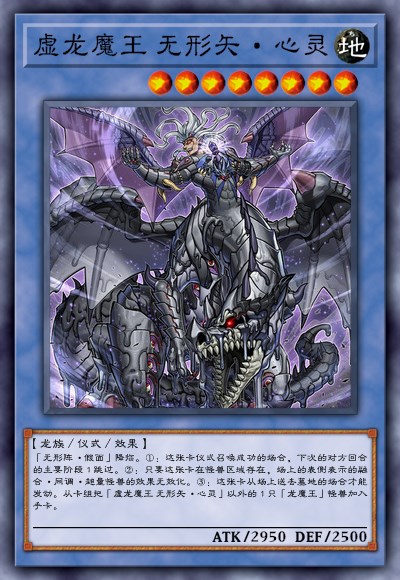 虚龙魔王 无形矢·心灵
地
【龙族/仪式/效果】
「无形阵·假面」降临。①：这张卡仪式召唤成功的场合，下次的对方回合
的主要阶段1跳过。②：只要这张卡在怪兽区域存在，场上的表侧表示的融
合·同调·超量怪兽的效果无效化。③：这张卡从场上送去墓地的场合才能
发动。从卡组把「虚龙魔王 无形矢·心灵」以外的1只「龙魔王」怪兽加入
手卡。
ATK/2950 DEF/2500